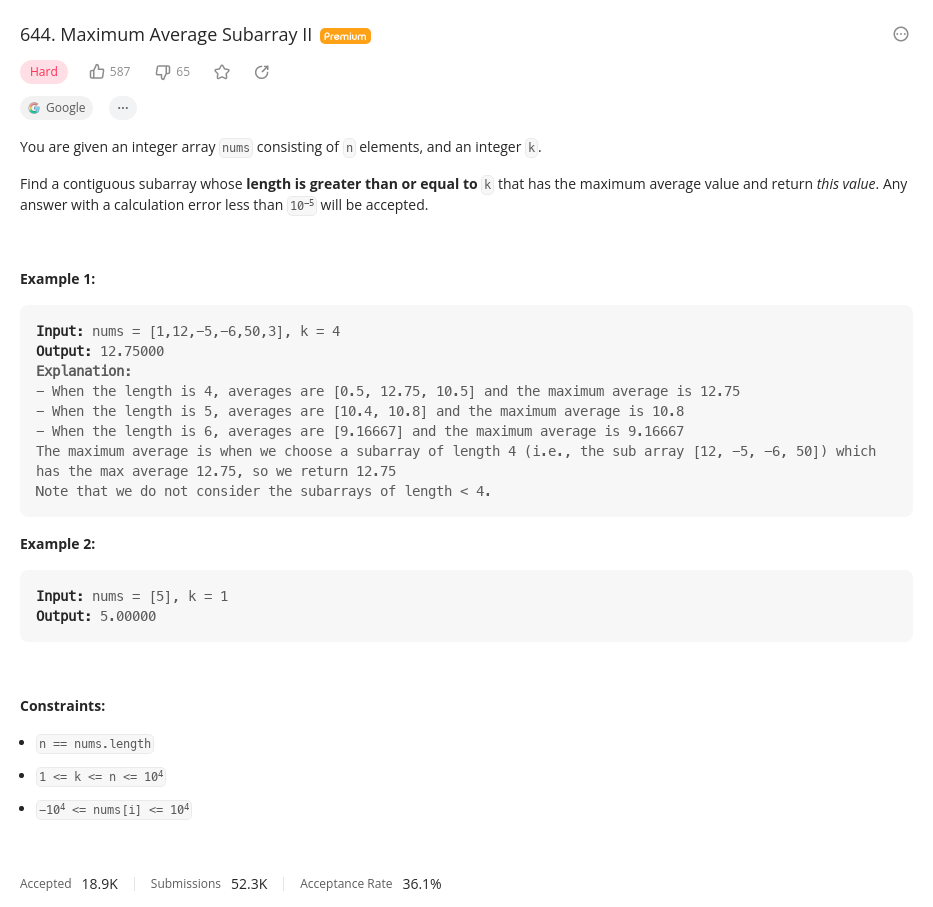 644. Maximum Average Subarray II Premium
Hard 587 65
Google ...
You are given an integer array nums consisting of n elements, and an integer k.
Find a contiguous subarray whose length is greater than or equal to k that has the maximum average value and return this value. Any
answer with a calculation error less than 10⁻⁵ will be accepted.
Example 1:
Input: nums = [1,12,−5,−6,50,3], k = 4
Output: 12.75000
Explanation:
− When the length is 4, averages are [0.5, 12.75, 10.5] and the maximum average is 12.75
− When the length is 5, averages are [10.4, 10.8] and the maximum average is 10.8
− When the length is 6, averages are [9.16667] and the maximum average is 9.16667
The maximum average is when we choose a subarray of length 4 (i.e., the sub array [12, −5, −6, 50]) which
has the max average 12.75, so we return 12.75
Note that we do not consider the subarrays of length < 4.
Example 2:
Input: nums = [5], k = 1
Output: 5.00000
Constraints:
• n == nums.length
• 1 <= k <= n <= 10⁴
• −10⁴ <= nums[i] <= 10⁴
Accepted 18.9K Submissions 52.3K Acceptance Rate 36.1%